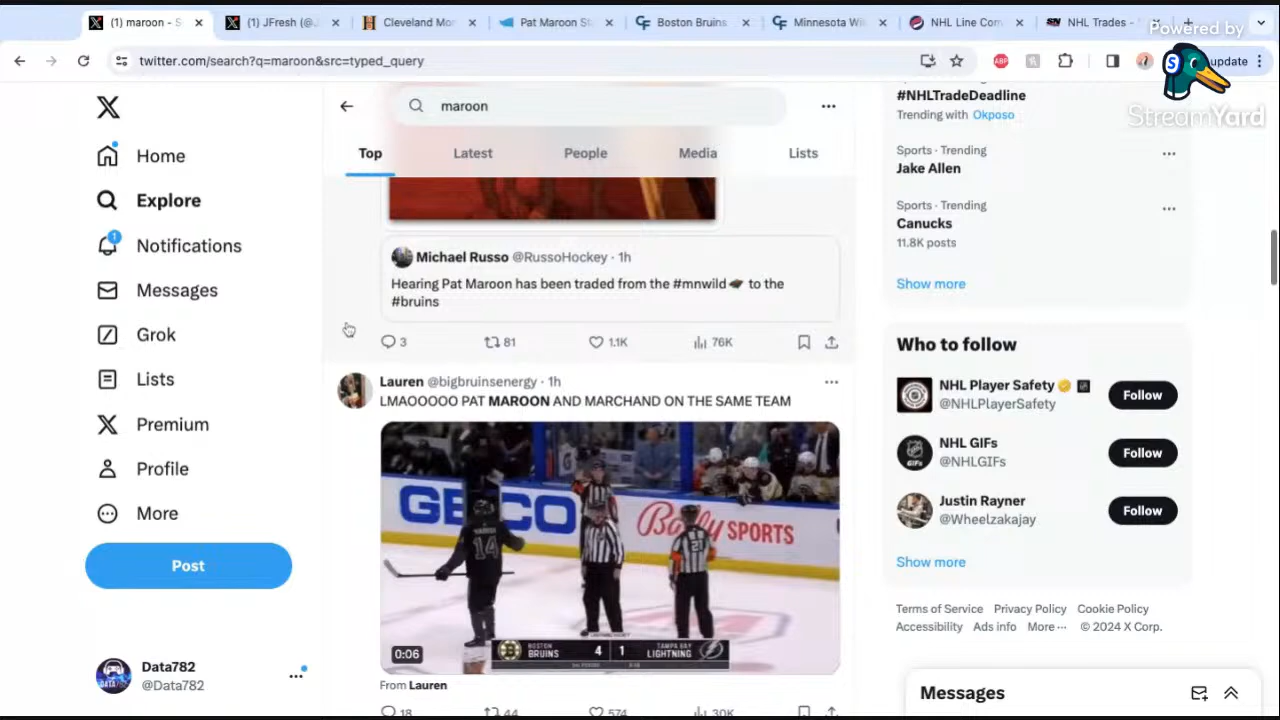 (1) maroon - S
(1) JFresh (@J
Cleveland Mon
Pat Maroon St
Boston Bruins
Minnesota Wi
NHL Line Com
NHL Trades -
Powered by
StreamYard
twitter.com/search?q=maroon&src=typed_query
ABP
update
maroon
Top
Latest
People
Media
Lists
Home
Explore
1
Notifications
Messages
Grok
Lists
Premium
Profile
More
Post
Data782
@Data782
Michael Russo @RussoHockey · 1h
Hearing Pat Maroon has been traded from the #mnwild to the
#bruins
3
81
1.1K
76K
Lauren @bigbruinsenergy · 1h
LMAOOOOO PAT MAROON AND MARCHAND ON THE SAME TEAM
GEICO
Bally
SPORTS
14
21
BOSTON
BRUINS
4
1
TAMPA BAY
LIGHTNING
0:06
From Lauren
18
44
574
30K
#NHLTradeDeadline
Trending with Okposo
Sports · Trending
Jake Allen
Sports · Trending
Canucks
11.8K posts
Show more
Who to follow
NHL Player Safety
@NHLPlayerSafety
Follow
NHL GIFs
@NHLGIFs
Follow
Justin Rayner
@Wheelzakajay
Follow
Show more
Terms of Service Privacy Policy Cookie Policy
Accessibility Ads info More ··· © 2024 X Corp.
Messages